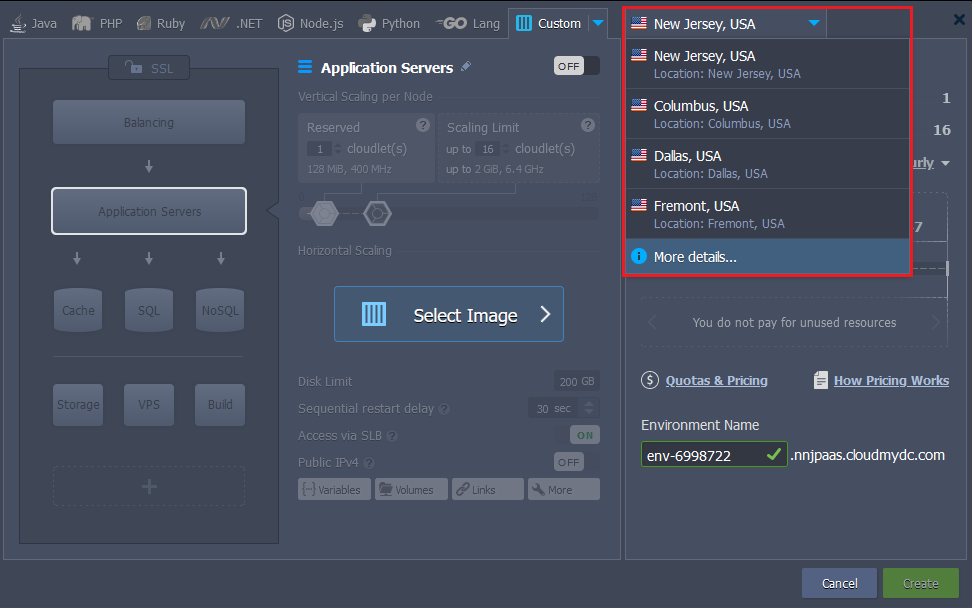 Java
PHP
Ruby
.NET
Node.js
Python
GO Lang
Custom
New Jersey, USA
SSL
Balancing
Application Servers
Cache
SQL
NoSQL
Storage
VPS
Build
+
Application Servers
OFF
Vertical Scaling per Node
Reserved ?
1 cloudlet(s)
128 MiB, 400 MHz
Scaling Limit ?
up to 16 cloudlet(s)
up to 2 GiB, 6.4 GHz
0
128
Horizontal Scaling
Select Image
Disk Limit
200 GB
Sequential restart delay ?
30 sec
Access via SLB ?
ON
Public IPv4 ?
OFF
Variables
Volumes
Links
More
New Jersey, USA
Location: New Jersey, USA
Columbus, USA
Location: Columbus, USA
Dallas, USA
Location: Dallas, USA
Fremont, USA
Location: Fremont, USA
More details...
1
16
urly
7
You do not pay for unused resources
$ Quotas & Pricing
How Pricing Works
Environment Name
env-6998722 .nnjpaas.cloudmydc.com
Cancel
Create